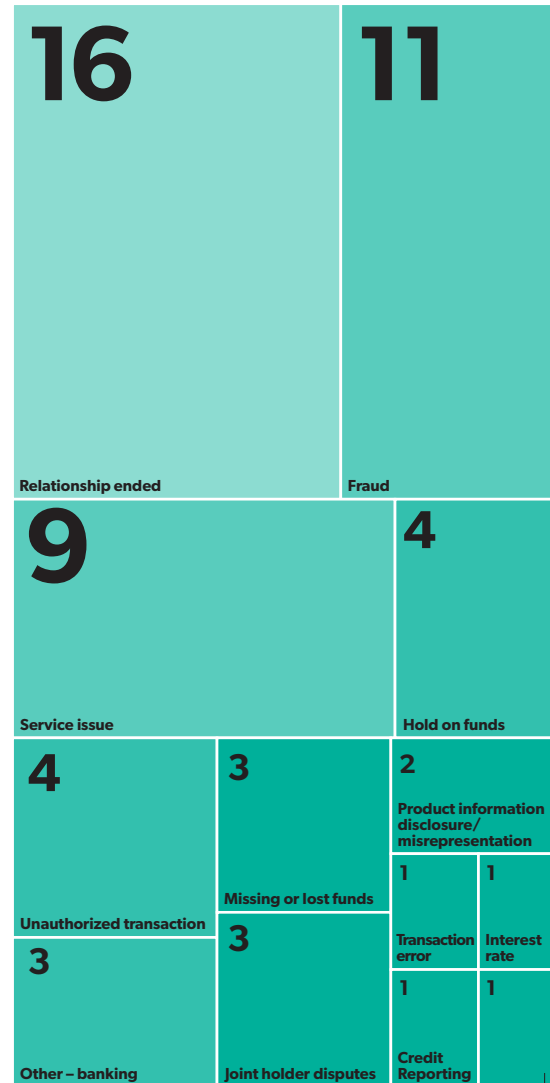 16
Relationship ended
11
Fraud
9
Service issue
4
Hold on funds
4
Unauthorized transaction
3
Missing or lost funds
2
Product information
disclosure/
misrepresentation
1
Transaction
error
1
Interest
rate
3
Other – banking
3
Joint holder disputes
1
Credit
Reporting
1